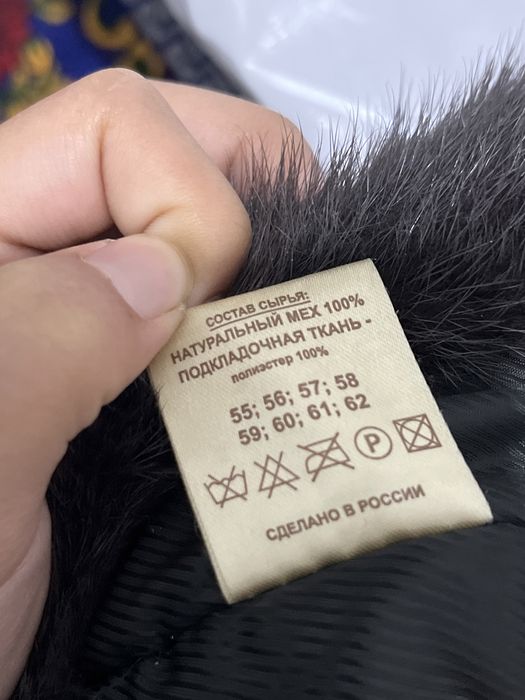 СОСТАВ СЫРЬЯ:
НАТУРАЛЬНЫЙ МЕХ 100%
ПОДКЛАДОЧНАЯ ТКАНЬ -
полиэстер 100%
55; 56; 57; 58
59; 60; 61; 62
P
СДЕЛАНО В РОССИИ